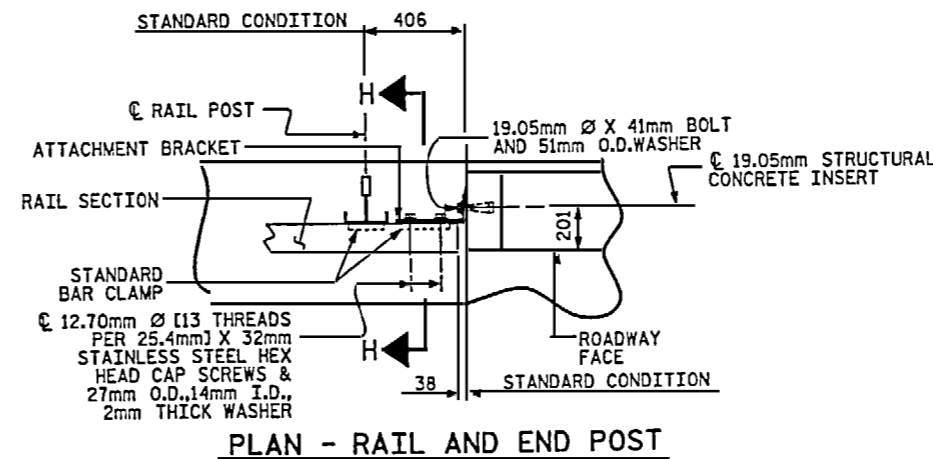 STANDARD CONDITION
406
H
℄ RAIL POST
19.05mm Ø X 41mm BOLT
AND 51mm O.D.WASHER
ATTACHMENT BRACKET
℄ 19.05mm STRUCTURAL
CONCRETE INSERT
RAIL SECTION
201
STANDARD
BAR CLAMP
℄ 12.70mm Ø [13 THREADS
PER 25.4mm] X 32mm
STAINLESS STEEL HEX
HEAD CAP SCREWS &
27mm O.D.,14mm I.D.,
2mm THICK WASHER
H
ROADWAY
FACE
38
STANDARD CONDITION
PLAN - RAIL AND END POST